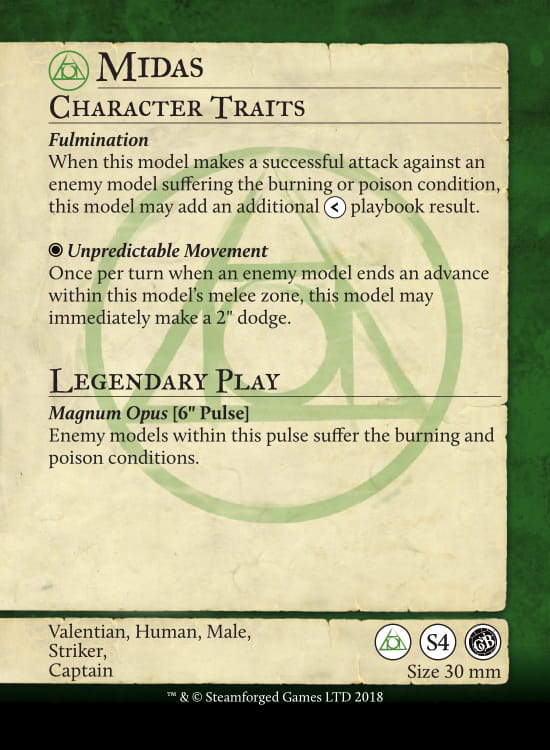 Midas
Character Traits
Fulmination
When this model makes a successful attack against an
enemy model suffering the burning or poison condition,
this model may add an additional < playbook result.
Unpredictable Movement
Once per turn when an enemy model ends an advance
within this model's melee zone, this model may
immediately make a 2" dodge.
Legendary Play
Magnum Opus [6" Pulse]
Enemy models within this pulse suffer the burning and
poison conditions.
Valentian, Human, Male,
Striker,
Captain
S4
GB
Size 30 mm
™ & © Steamforged Games LTD 2018